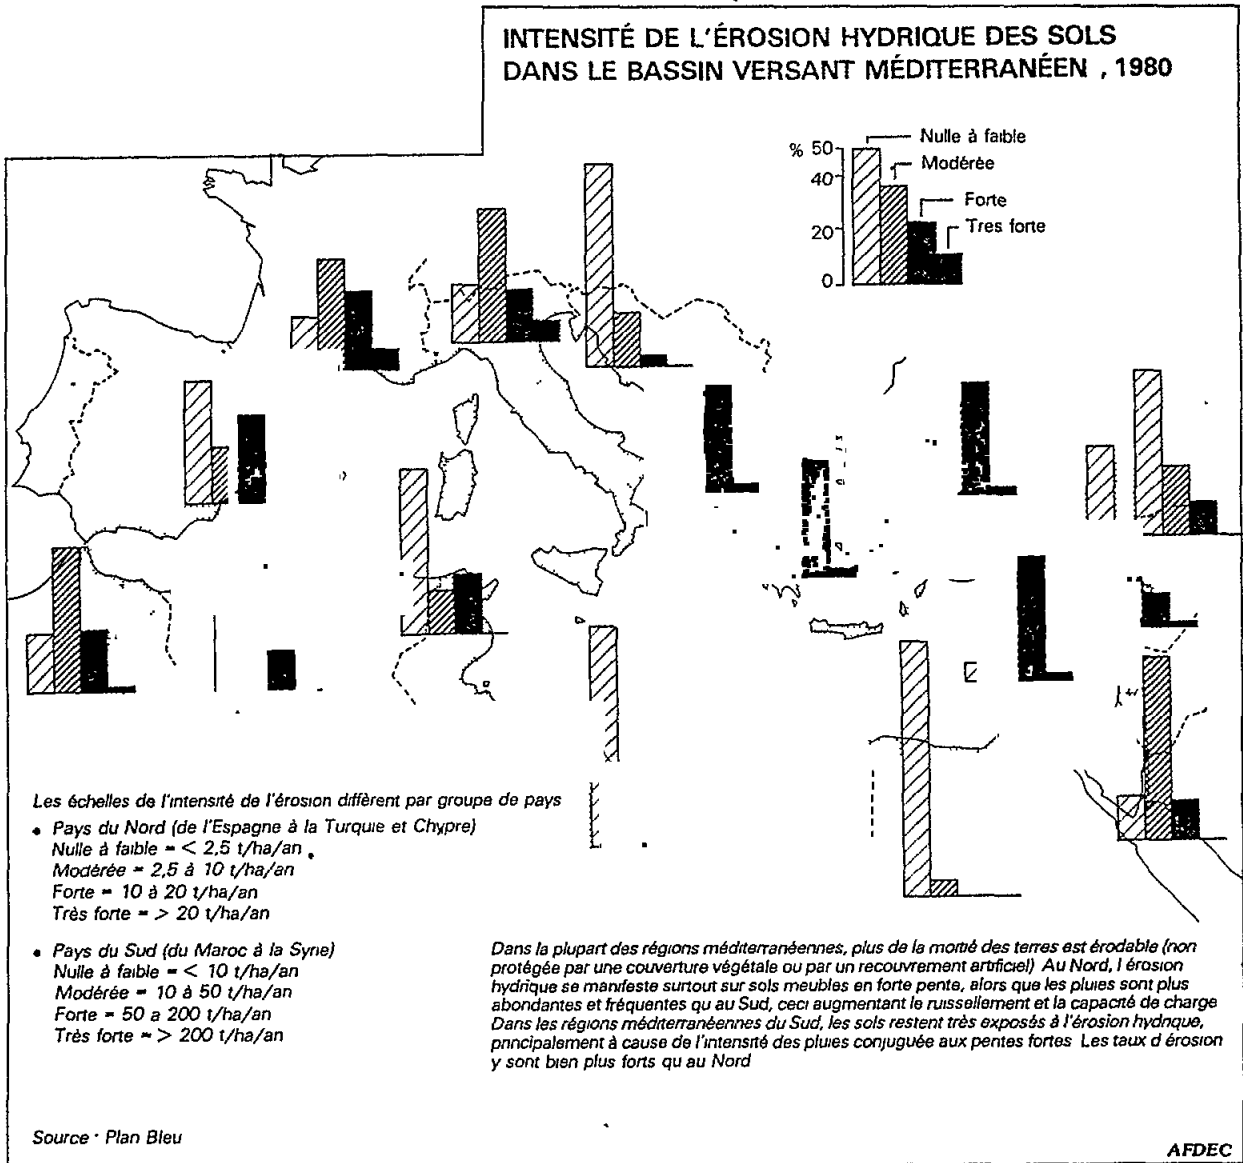 INTENSITÉ DE L'ÉROSION HYDRIQUE DES SOLS
DANS LE BASSIN VERSANT MÉDITERRANÉEN , 1980
Nulle à faible
% 50
Modérée
40
Forte
20
Tres forte
0
Les échelles de l'intensité de l'érosion diffèrent par groupe de pays
• Pays du Nord (de l'Espagne à la Turquie et Chypre)
Nulle à faible = < 2,5 t/ha/an
Modérée = 2,5 à 10 t/ha/an
Forte = 10 à 20 t/ha/an
Très forte = > 20 t/ha/an
• Pays du Sud (du Maroc à la Syrie)
Nulle à faible = < 10 t/ha/an
Modérée = 10 à 50 t/ha/an
Forte = 50 a 200 t/ha/an
Très forte = > 200 t/ha/an
Dans la plupart des régions méditerranéennes, plus de la moitié des terres est érodable (non
protégée par une couverture végétale ou par un recouvrement artificiel) Au Nord, l érosion
hydrique se manifeste surtout sur sols meubles en forte pente, alors que les pluies sont plus
abondantes et fréquentes qu au Sud, ceci augmentant le ruissellement et la capacité de charge
Dans les régions méditerranéennes du Sud, les sols restent très exposés à l'érosion hydrique,
principalement à cause de l'intensité des pluies conjuguée aux pentes fortes Les taux d érosion
y sont bien plus forts qu au Nord
Source · Plan Bleu
AFDEC